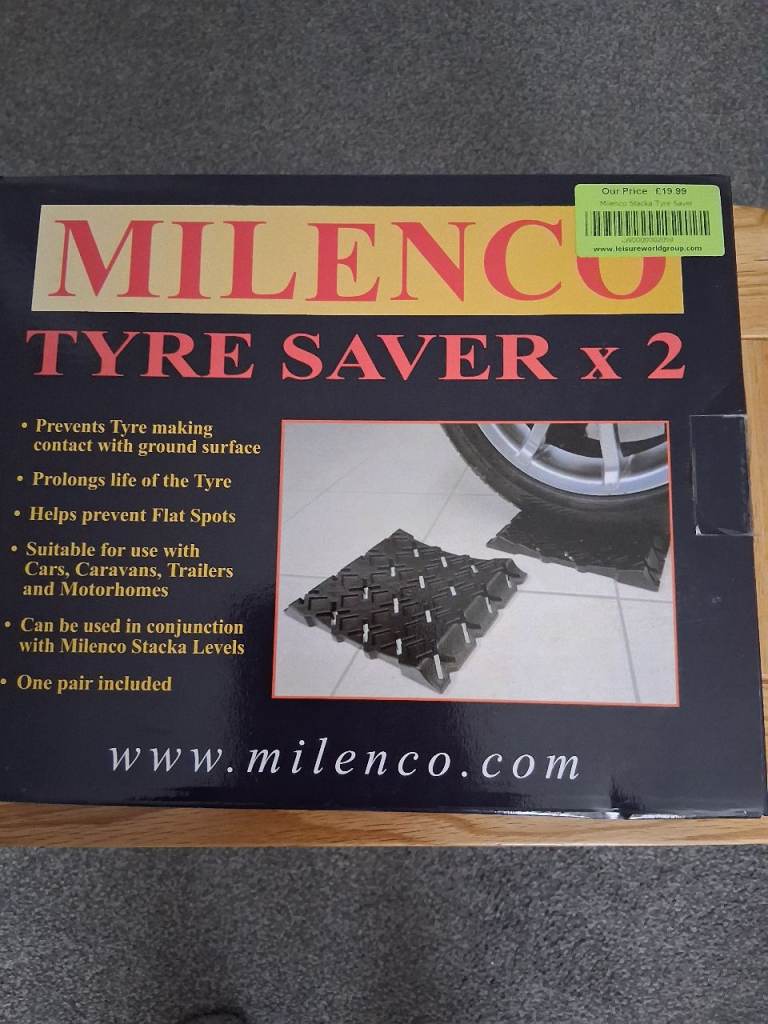 Our Price £19.99
Milenco Stacka Tyre Saver
www.leisureworldgroup.com
MILENCO
TYRE SAVER x 2
• Prevents Tyre making
contact with ground surface
• Prolongs life of the Tyre
• Helps prevent Flat Spots
• Suitable for use with
Cars, Caravans, Trailers
and Motorhomes
• Can be used in conjunction
with Milenco Stacka Levels
• One pair included
www.milenco.com